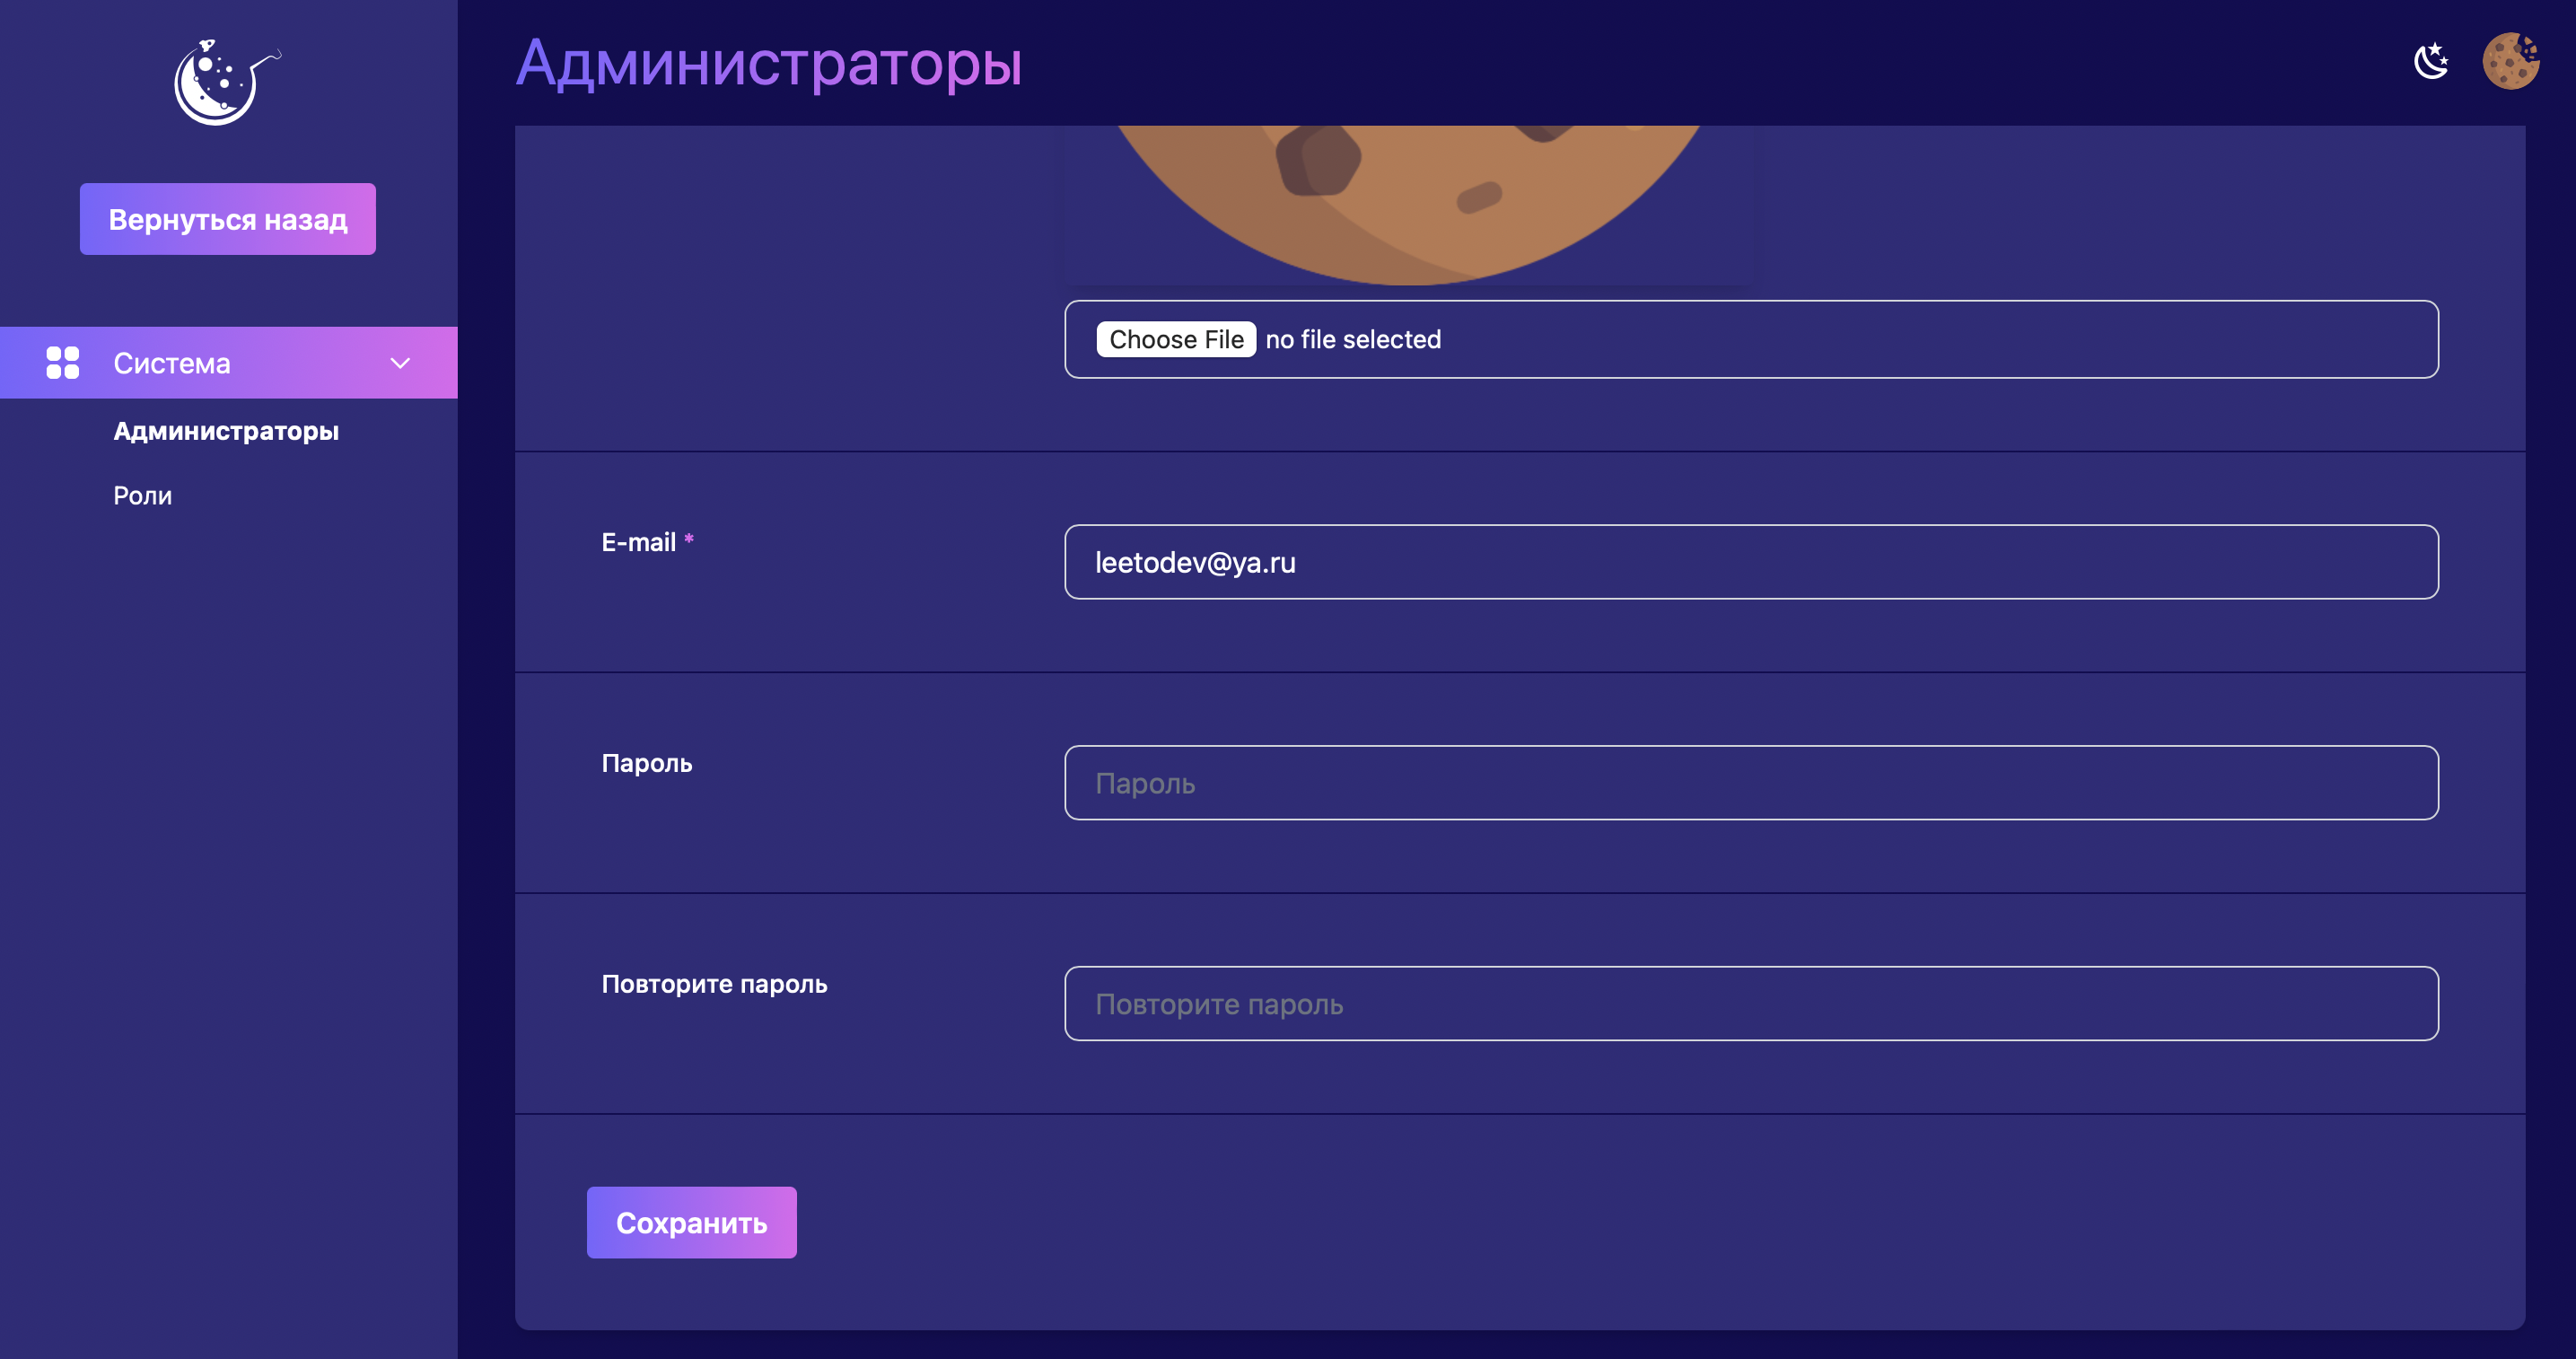 Администраторы
Вернуться назад
Система
Администраторы
Роли
Choose File no file selected
E-mail *
leetodev@ya.ru
Пароль
Пароль
Повторите пароль
Повторите пароль
Сохранить